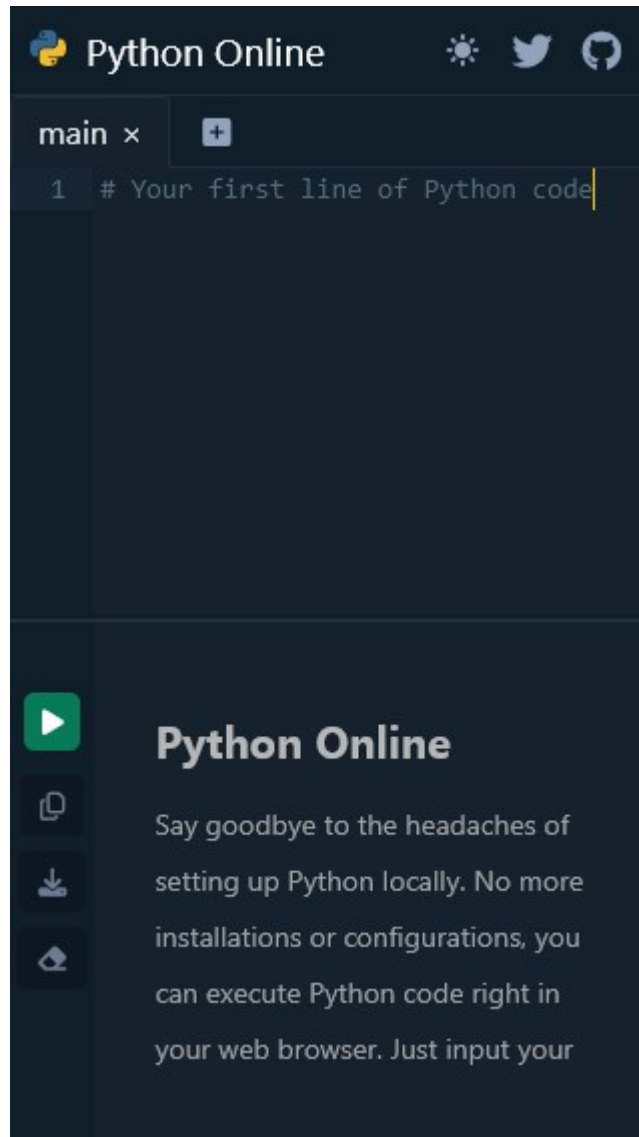 Python Online
main ×
1 # Your first line of Python code
Python Online
Say goodbye to the headaches of
setting up Python locally. No more
installations or configurations, you
can execute Python code right in
your web browser. Just input your